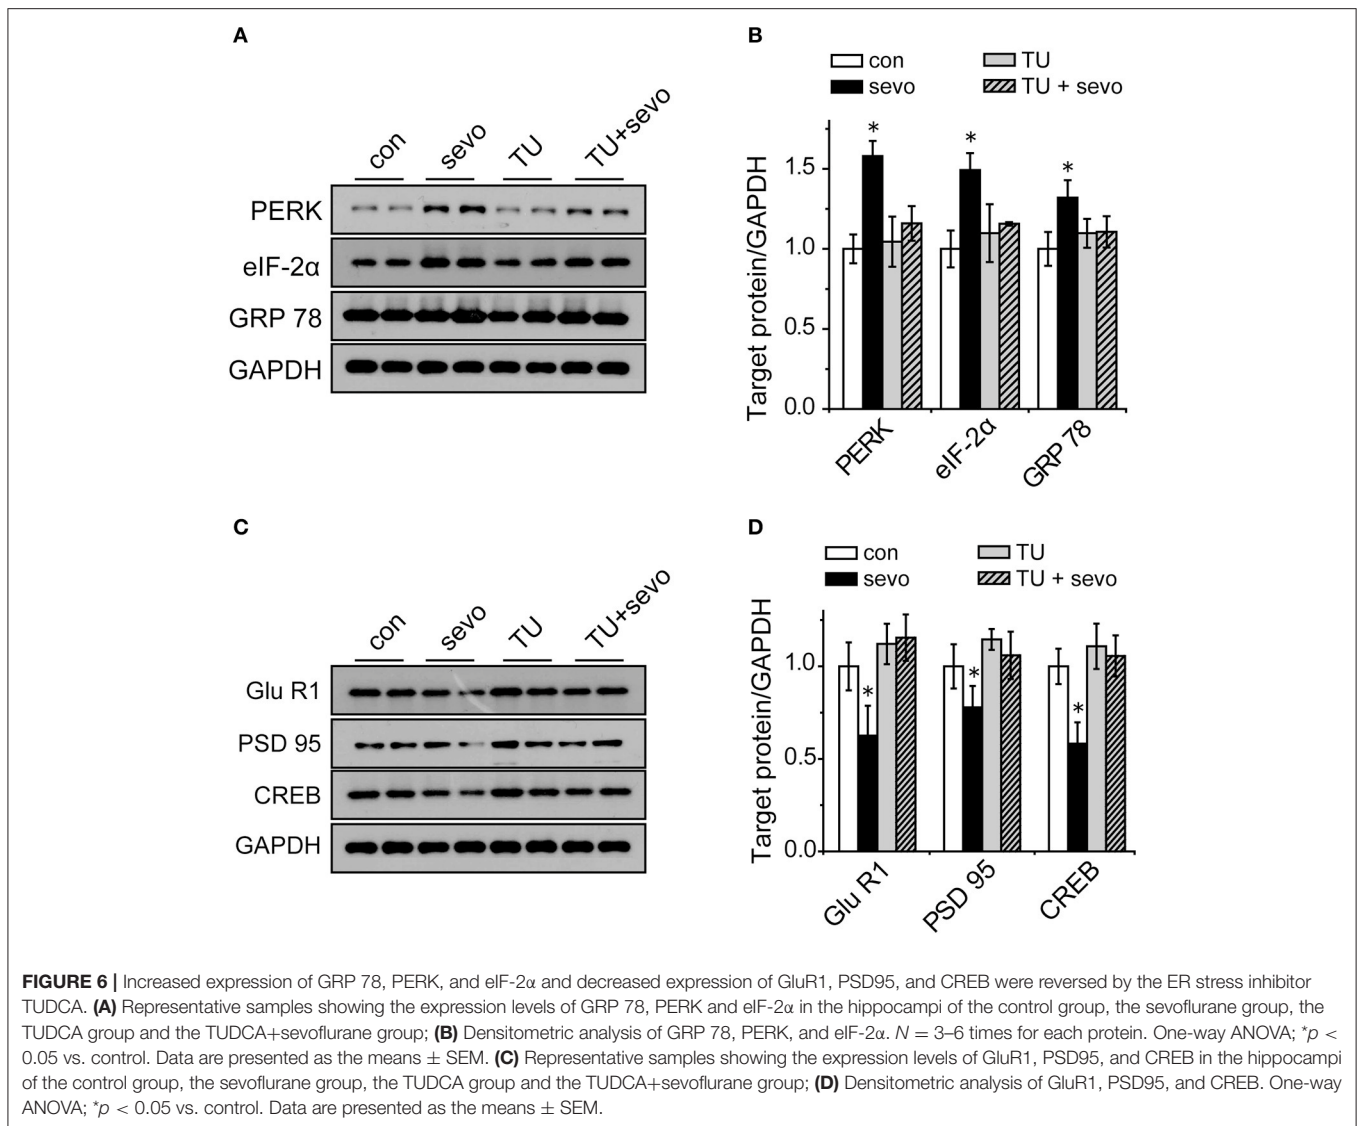 A
con sevo TU TU+sevo
PERK
eIF-2α
GRP 78
GAPDH
B
con TU
sevo TU + sevo
Target protein/GAPDH
1.5
1.0
0.5
0.0
* * *
PERK eIF-2α GRP 78
C
con sevo TU TU+sevo
Glu R1
PSD 95
CREB
GAPDH
D
con TU
sevo TU + sevo
Target protein/GAPDH
1.0
0.5
0.0
* * *
Glu R1 PSD 95 CREB
FIGURE 6 | Increased expression of GRP 78, PERK, and eIF-2α and decreased expression of GluR1, PSD95, and CREB were reversed by the ER stress inhibitor
TUDCA. (A) Representative samples showing the expression levels of GRP 78, PERK and eIF-2α in the hippocampi of the control group, the sevoflurane group, the
TUDCA group and the TUDCA+sevoflurane group; (B) Densitometric analysis of GRP 78, PERK, and eIF-2α. N = 3–6 times for each protein. One-way ANOVA; *p <
0.05 vs. control. Data are presented as the means ± SEM. (C) Representative samples showing the expression levels of GluR1, PSD95, and CREB in the hippocampi
of the control group, the sevoflurane group, the TUDCA group and the TUDCA+sevoflurane group; (D) Densitometric analysis of GluR1, PSD95, and CREB. One-way
ANOVA; *p < 0.05 vs. control. Data are presented as the means ± SEM.